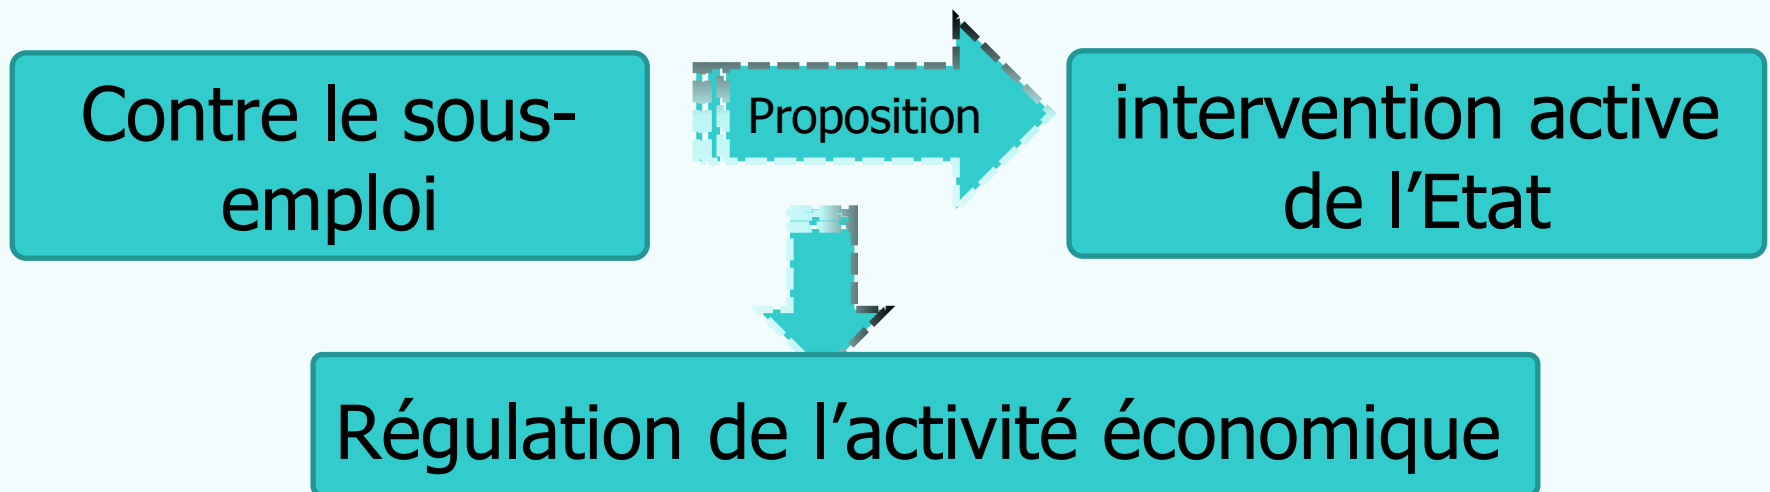 Contre le sous-
emploi
Proposition
intervention active
de l’Etat
Régulation de l’activité économique